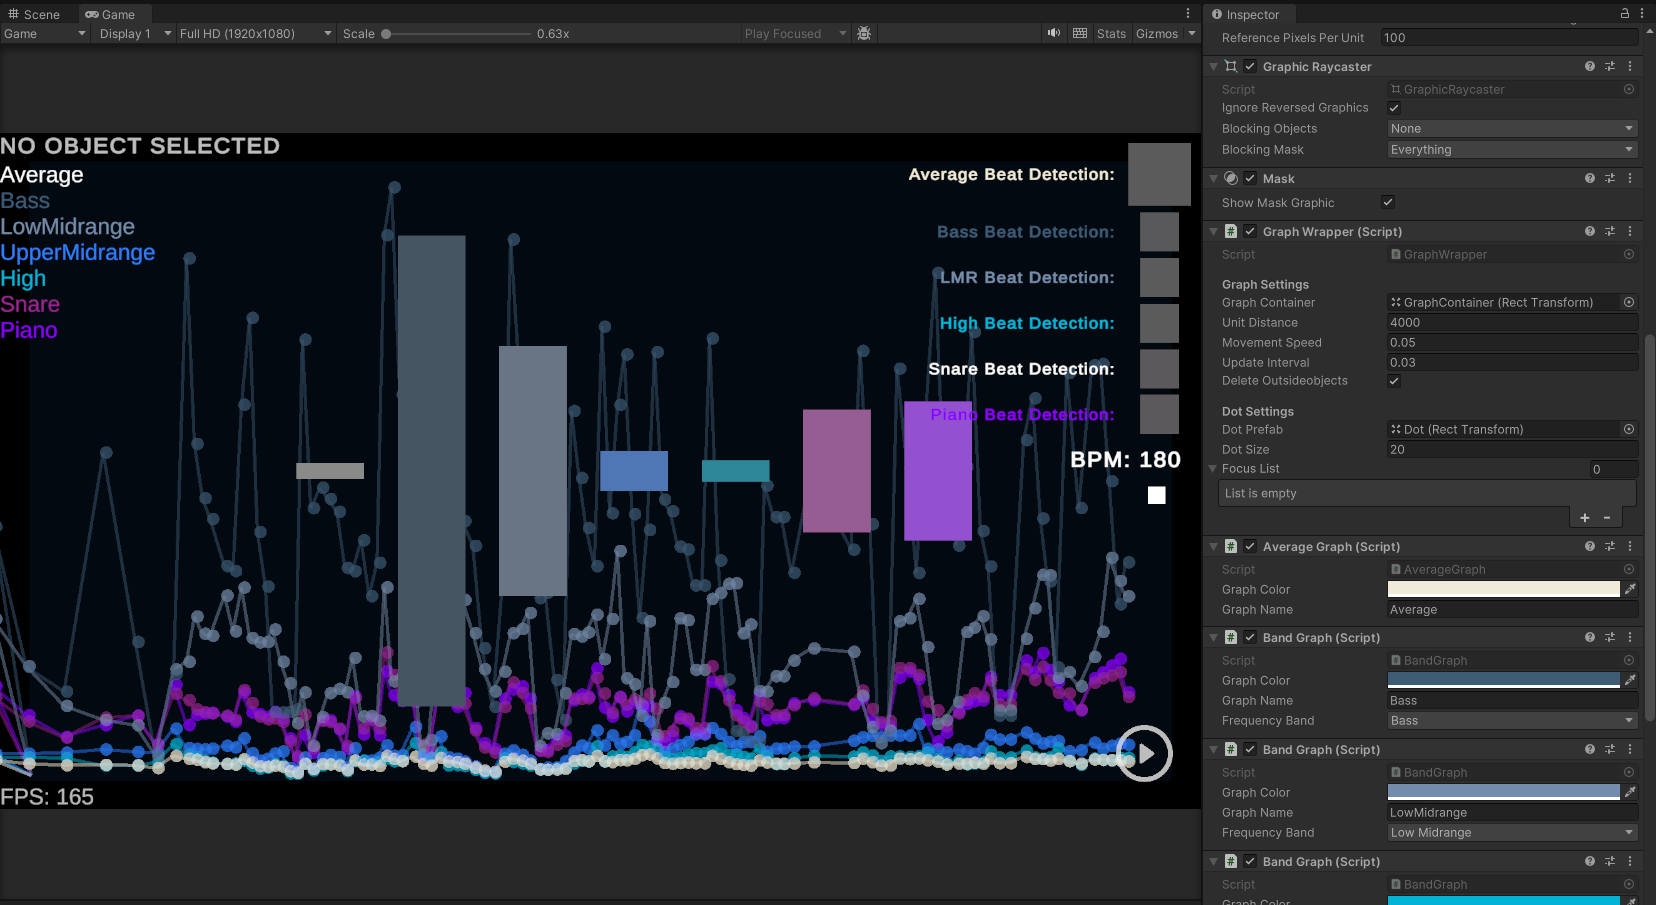 Scene
Game
Game
Display 1
Full HD (1920x1080)
Scale
0.63x
Play Focused
Stats
Gizmos
NO OBJECT SELECTED
Average
Bass
LowMidrange
UpperMidrange
High
Snare
Piano
Average Beat Detection:
Bass Beat Detection:
LMR Beat Detection:
High Beat Detection:
Snare Beat Detection:
Piano Beat Detection:
BPM: 180
FPS: 165
Inspector
Reference Pixels Per Unit 100
Graphic Raycaster
Script GraphicRaycaster
Ignore Reversed Graphics
Blocking Objects None
Blocking Mask Everything
Mask
Show Mask Graphic
Graph Wrapper (Script)
Script GraphWrapper
Graph Settings
Graph Container GraphContainer (Rect Transform)
Unit Distance 4000
Movement Speed 0.05
Update Interval 0.03
Delete Outsideobjects
Dot Settings
Dot Prefab Dot (Rect Transform)
Dot Size 20
Focus List 0
List is empty
+ -
Average Graph (Script)
Script AverageGraph
Graph Color
Graph Name Average
Band Graph (Script)
Script BandGraph
Graph Color
Graph Name Bass
Frequency Band Bass
Band Graph (Script)
Script BandGraph
Graph Color
Graph Name LowMidrange
Frequency Band Low Midrange
Band Graph (Script)
Script BandGraph
Graph Color